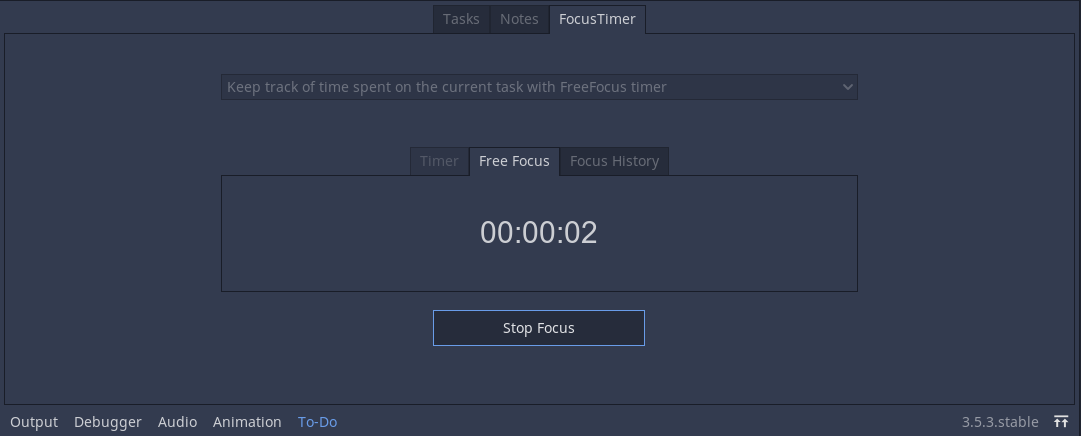 Tasks Notes FocusTimer
Keep track of time spent on the current task with FreeFocus timer
Timer Free Focus Focus History
00:00:02
Stop Focus
Output Debugger Audio Animation To-Do 3.5.3.stable